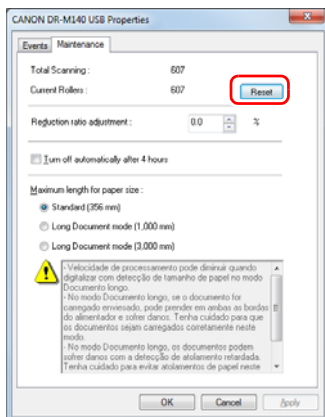 CANON DR-M140 USB Properties
Events
Maintenance
Total Scanning :
607
Current Rollers :
607
Reset
Reduction ratio adjustment :
0.0
%
Turn off automatically after 4 hours
Maximum length for paper size :
Standard (356 mm)
Long Document mode (1,000 mm)
Long Document mode (3,000 mm)
- Velocidade de processamento pode diminuir quando
digitalizar com detecção de tamanho de papel no modo
Documento longo.
- No modo Documento longo, se o documento for
carregado enviesado, pode prender em ambas as bordas
do alimentador e sofrer danos. Tenha cuidado para que
os documentos sejam carregados corretamente neste
modo.
- No modo Documento longo, os documentos podem
sofrer danos com a detecção de atolamento retardada.
Tenha cuidado para evitar atolamentos de papel neste
OK
Cancel
Apply